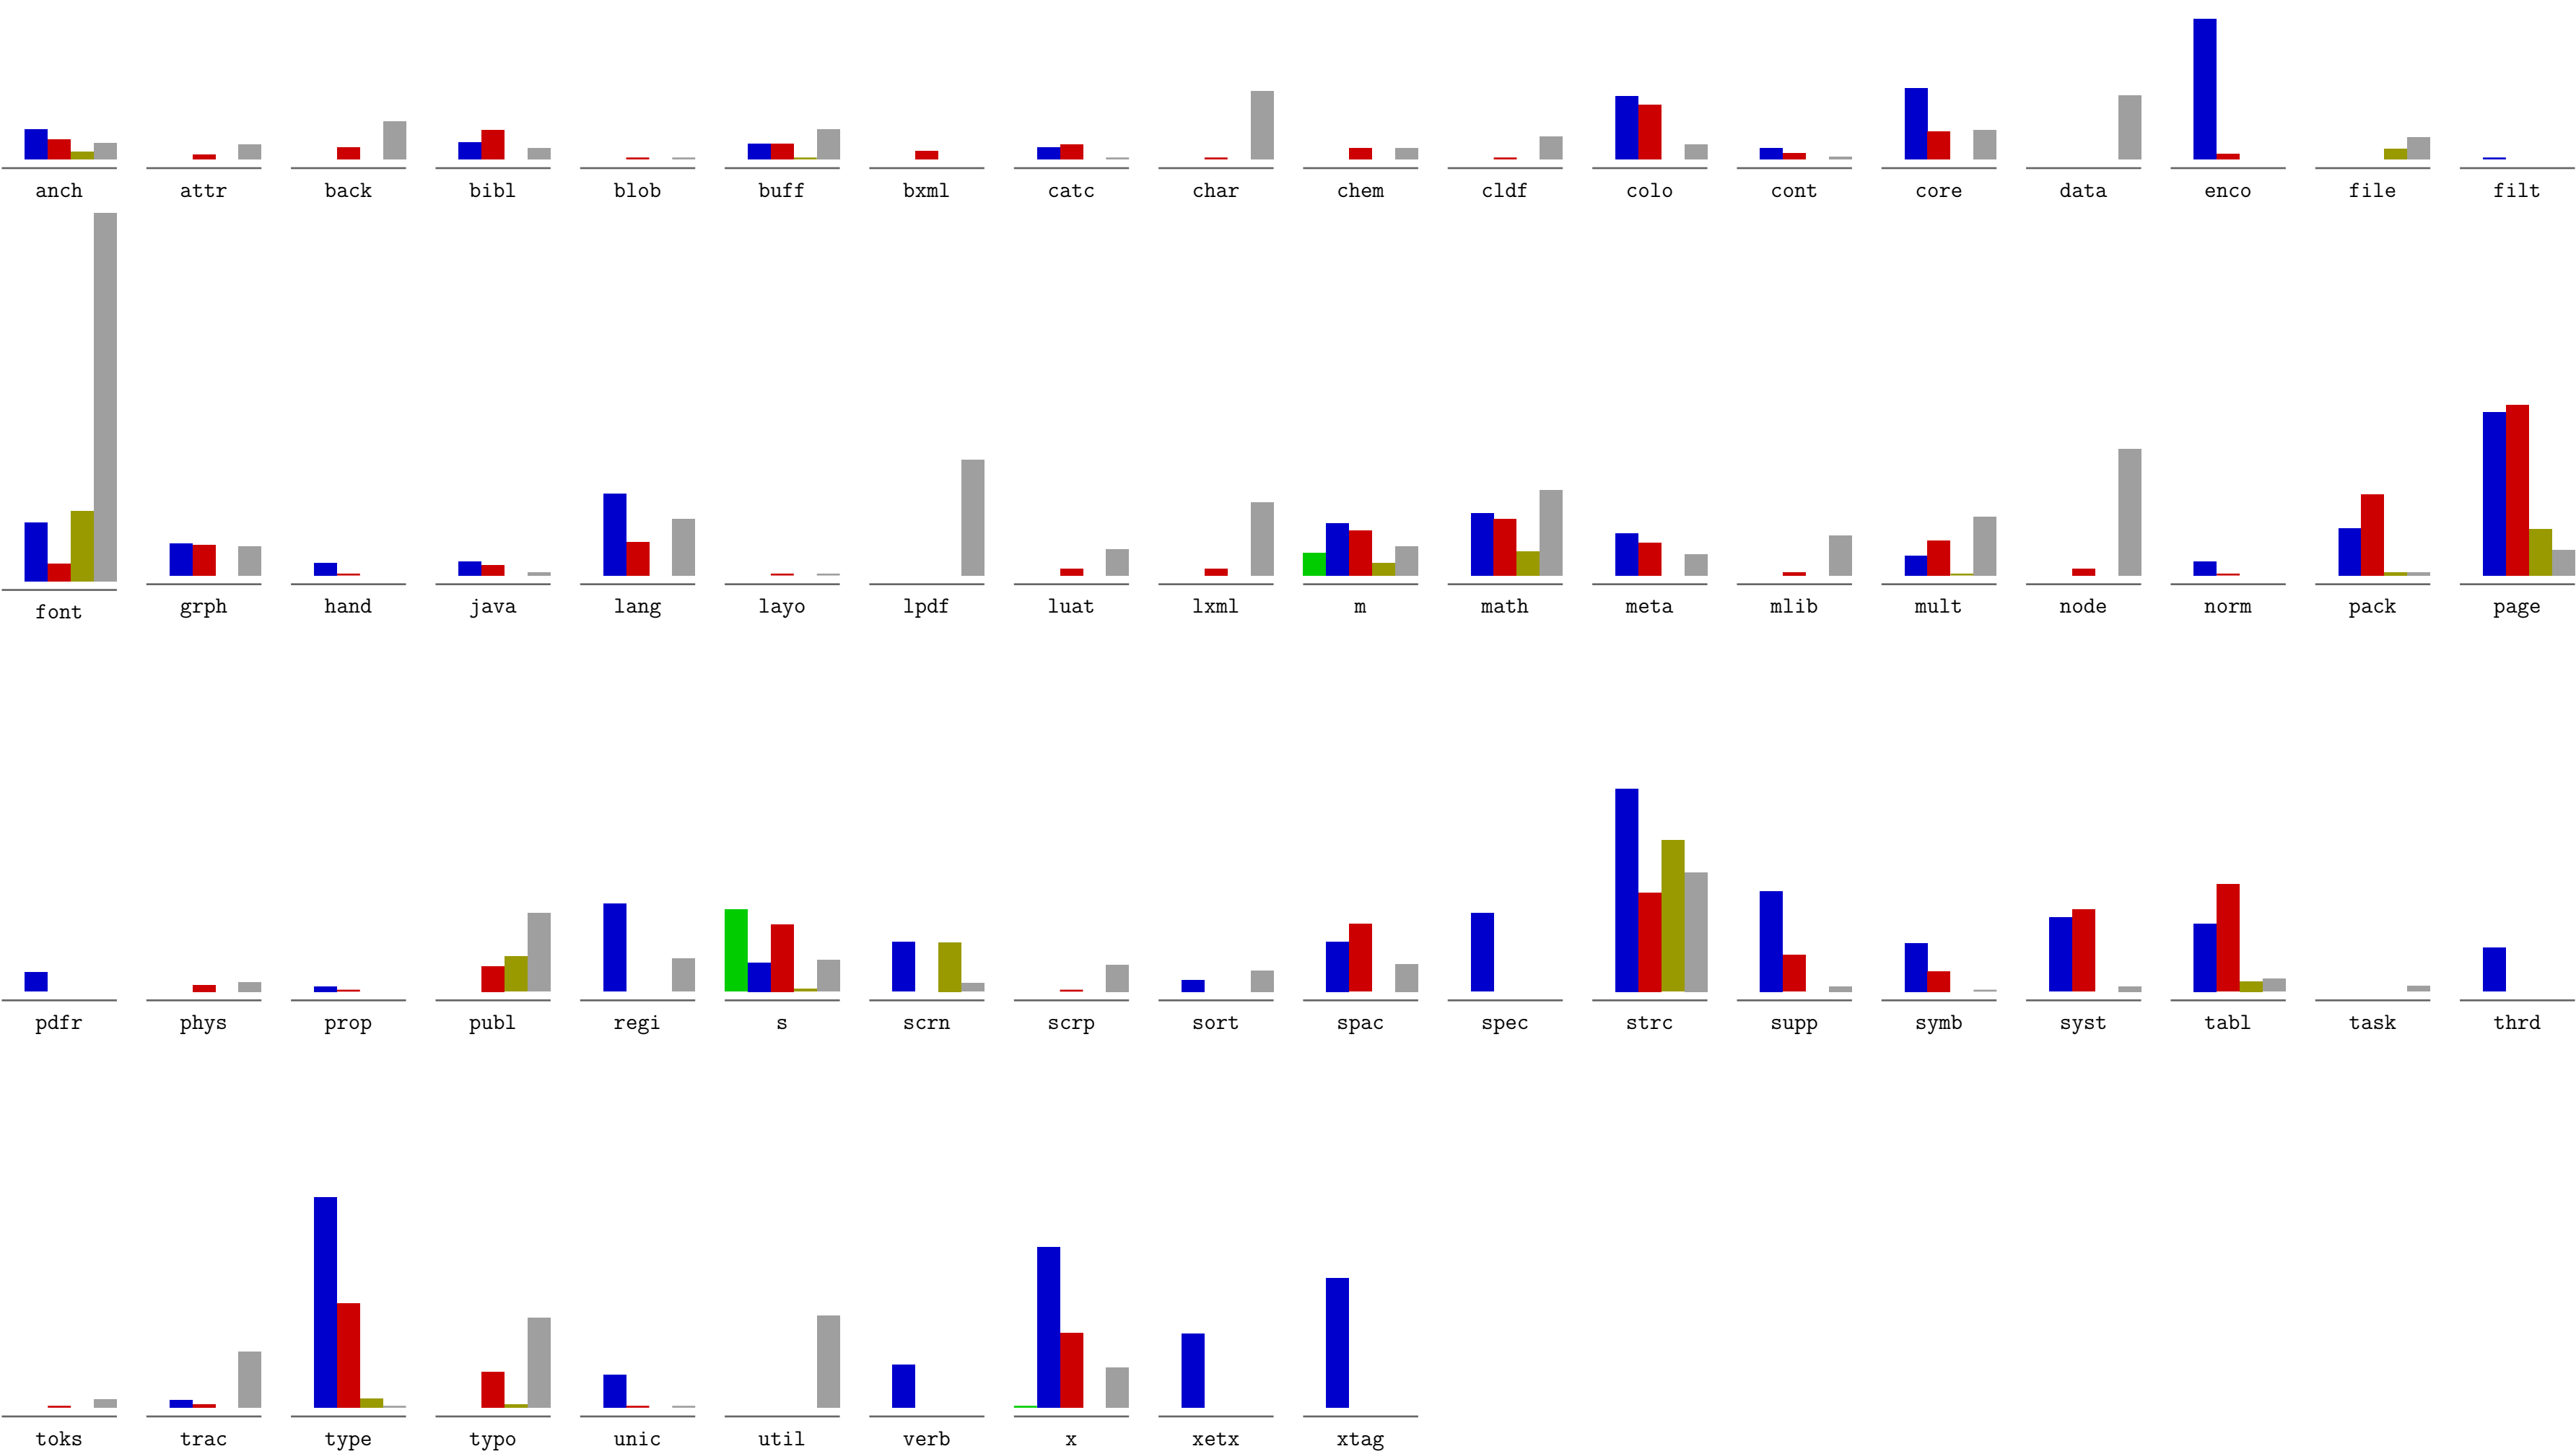 anch attr back bibl blob buff bxml catc char chem cldf colo cont core data enco file filt
font grph hand java lang layo lpdf luat lxml m math meta mlib mult node norm pack page
pdfr phys prop publ regi s scrn scrp sort spac spec strc supp symb syst tabl task thrd
toks trac type typo unic util verb x xetx xtag